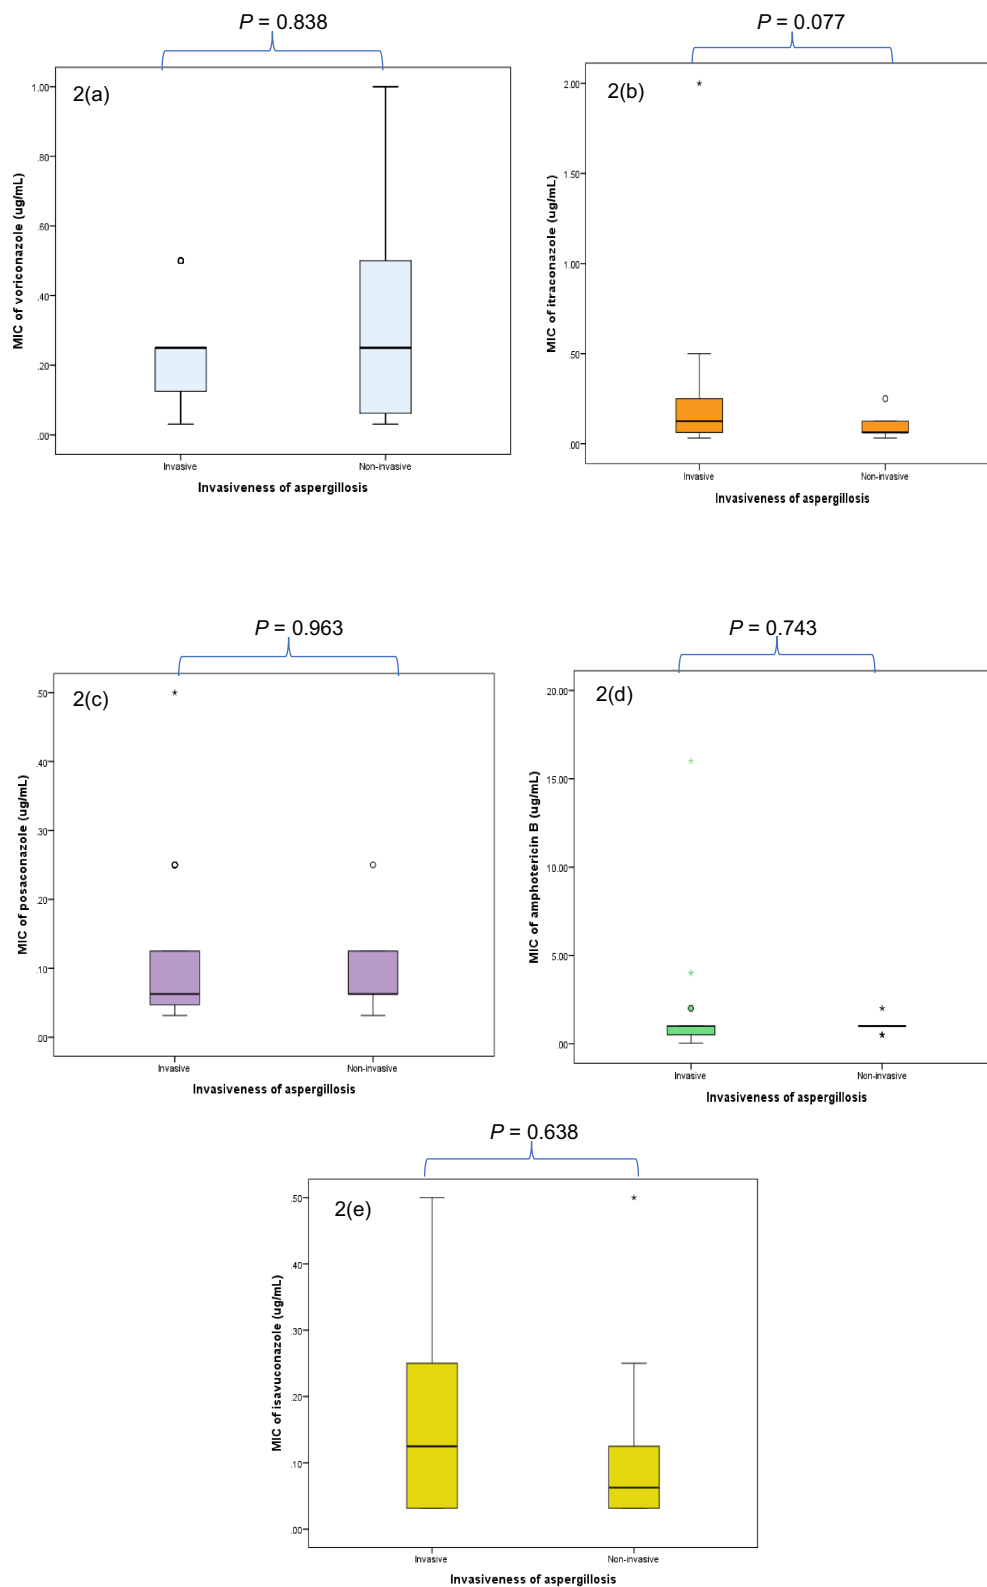 P = 0.838
2(a)
MIC of voriconazole (ug/mL)
1.00
.80
.60
.40
.20
.00
Invasive
Non-invasive
Invasiveness of aspergillosis
P = 0.077
2(b)
MIC of itraconazole (ug/mL)
2.00
1.50
1.00
.50
.00
Invasive
Non-invasive
Invasiveness of aspergillosis
P = 0.963
2(c)
MIC of posaconazole (ug/mL)
.50
.40
.30
.20
.10
.00
Invasive
Non-invasive
Invasiveness of aspergillosis
P = 0.743
2(d)
MIC of amphotericin B (ug/mL)
20.00
15.00
10.00
5.00
.00
Invasive
Non-invasive
Invasiveness of aspergillosis
P = 0.638
2(e)
MIC of isavuconazole (ug/mL)
.50
.40
.30
.20
.10
.00
Invasive
Non-invasive
Invasiveness of aspergillosis